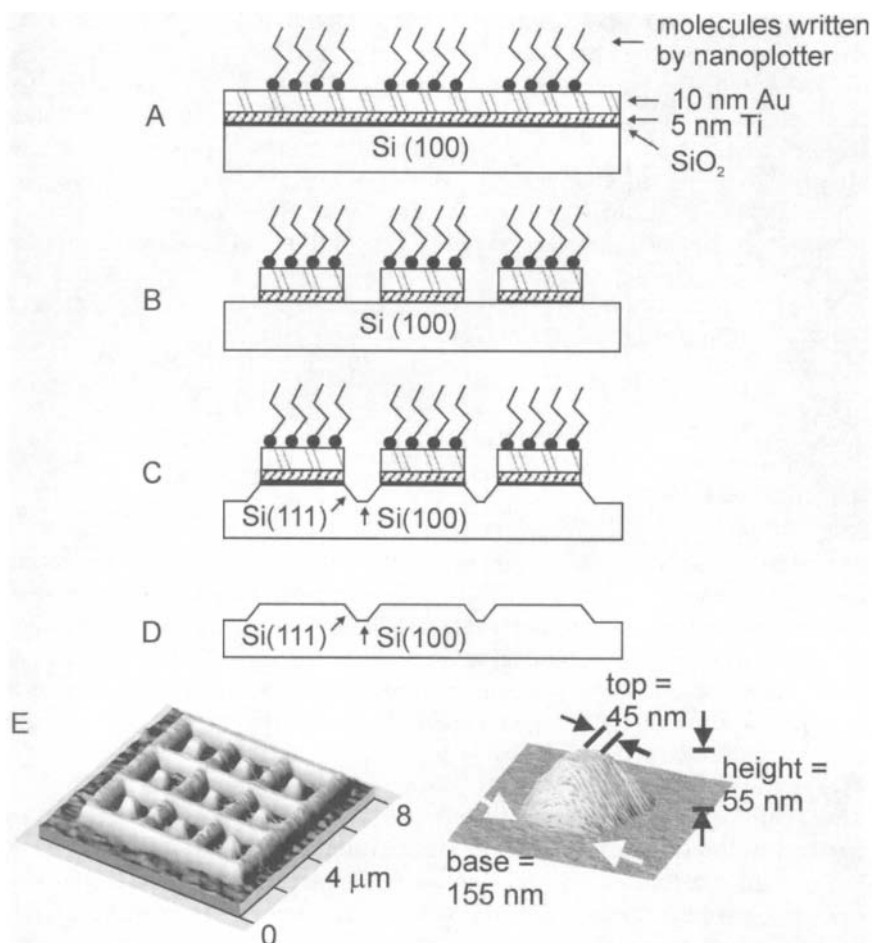 molecules written
by nanoplotter
A
10 nm Au
5 nm Ti
Si (100)
SiO₂
B
Si (100)
C
Si(111)
Si(100)
D
Si(111)
Si(100)
E
8
4 μm
0
top =
45 nm
height =
55 nm
base =
155 nm